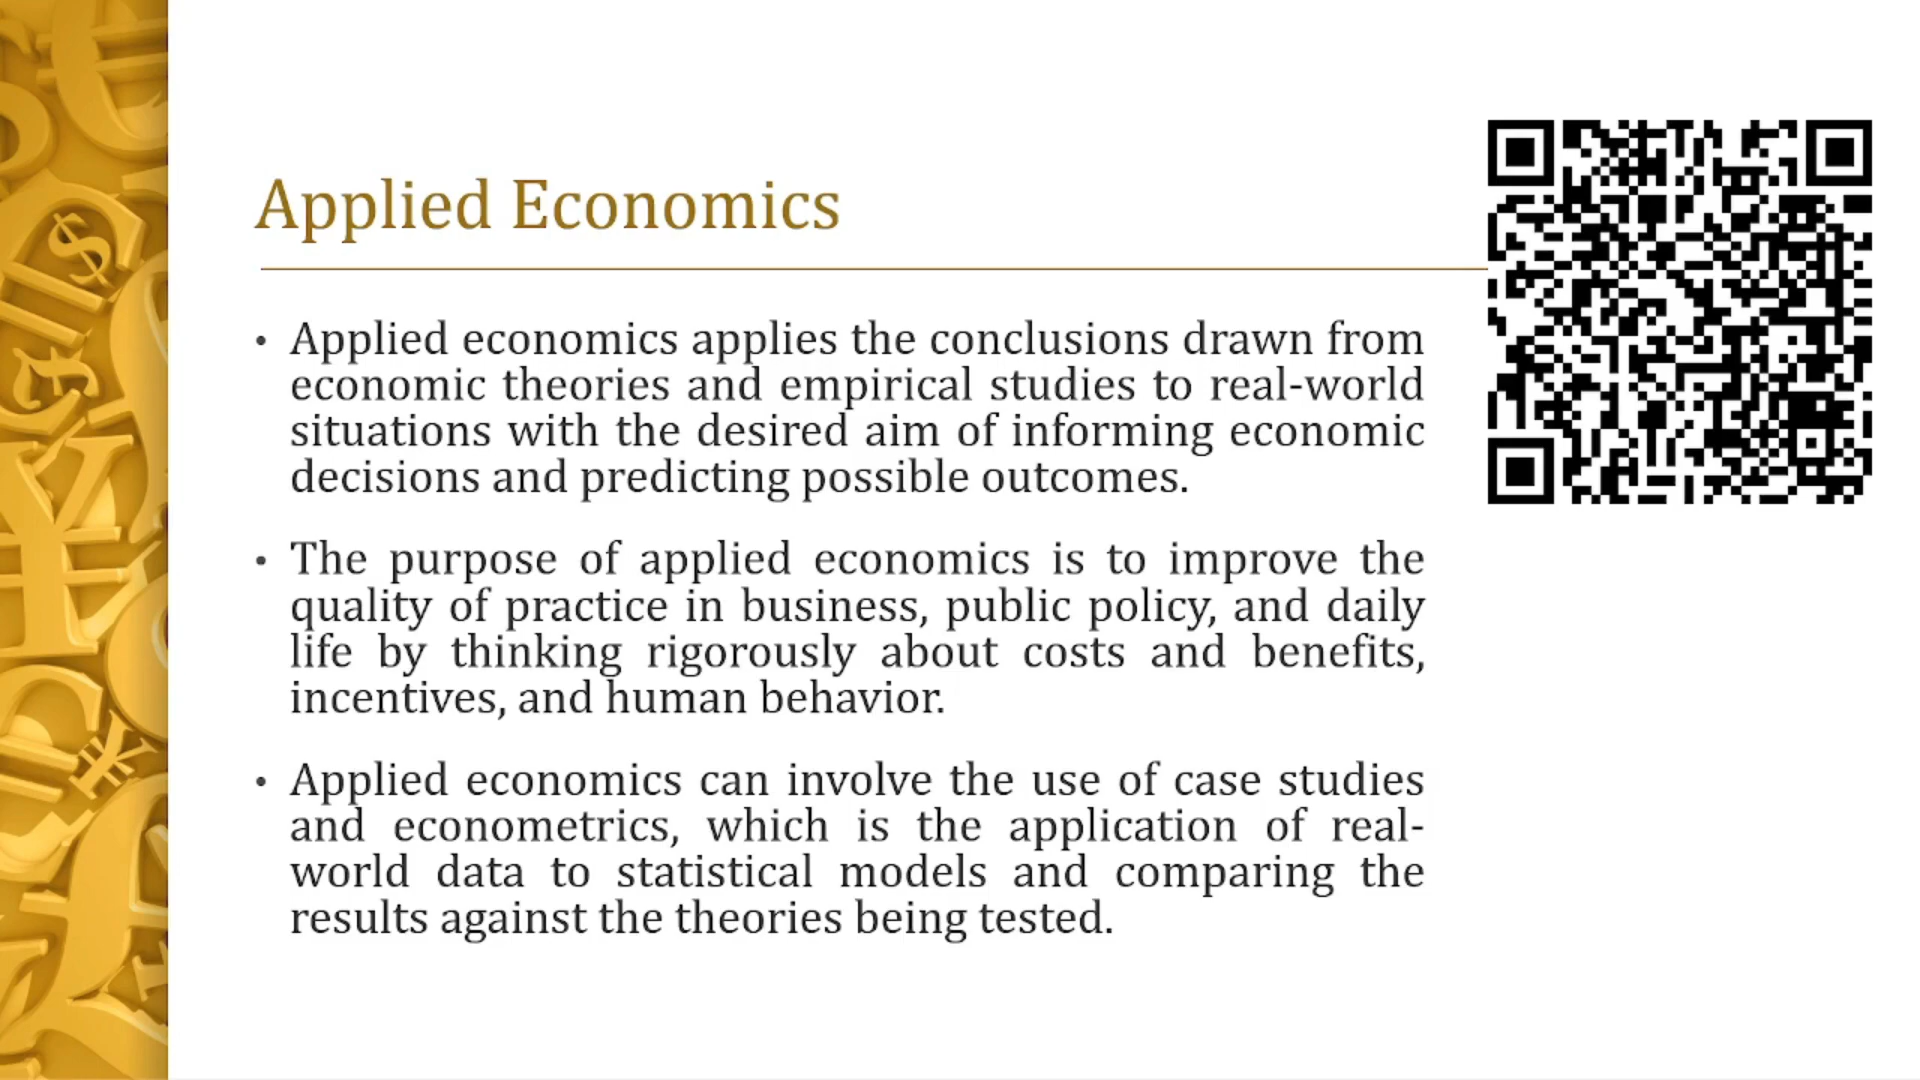 Applied Economics
• Applied economics applies the conclusions drawn from
economic theories and empirical studies to real-world
situations with the desired aim of informing economic
decisions and predicting possible outcomes.
• The purpose of applied economics is to improve the
quality of practice in business, public policy, and daily
life by thinking rigorously about costs and benefits,
incentives, and human behavior.
• Applied economics can involve the use of case studies
and econometrics, which is the application of real-
world data to statistical models and comparing the
results against the theories being tested.